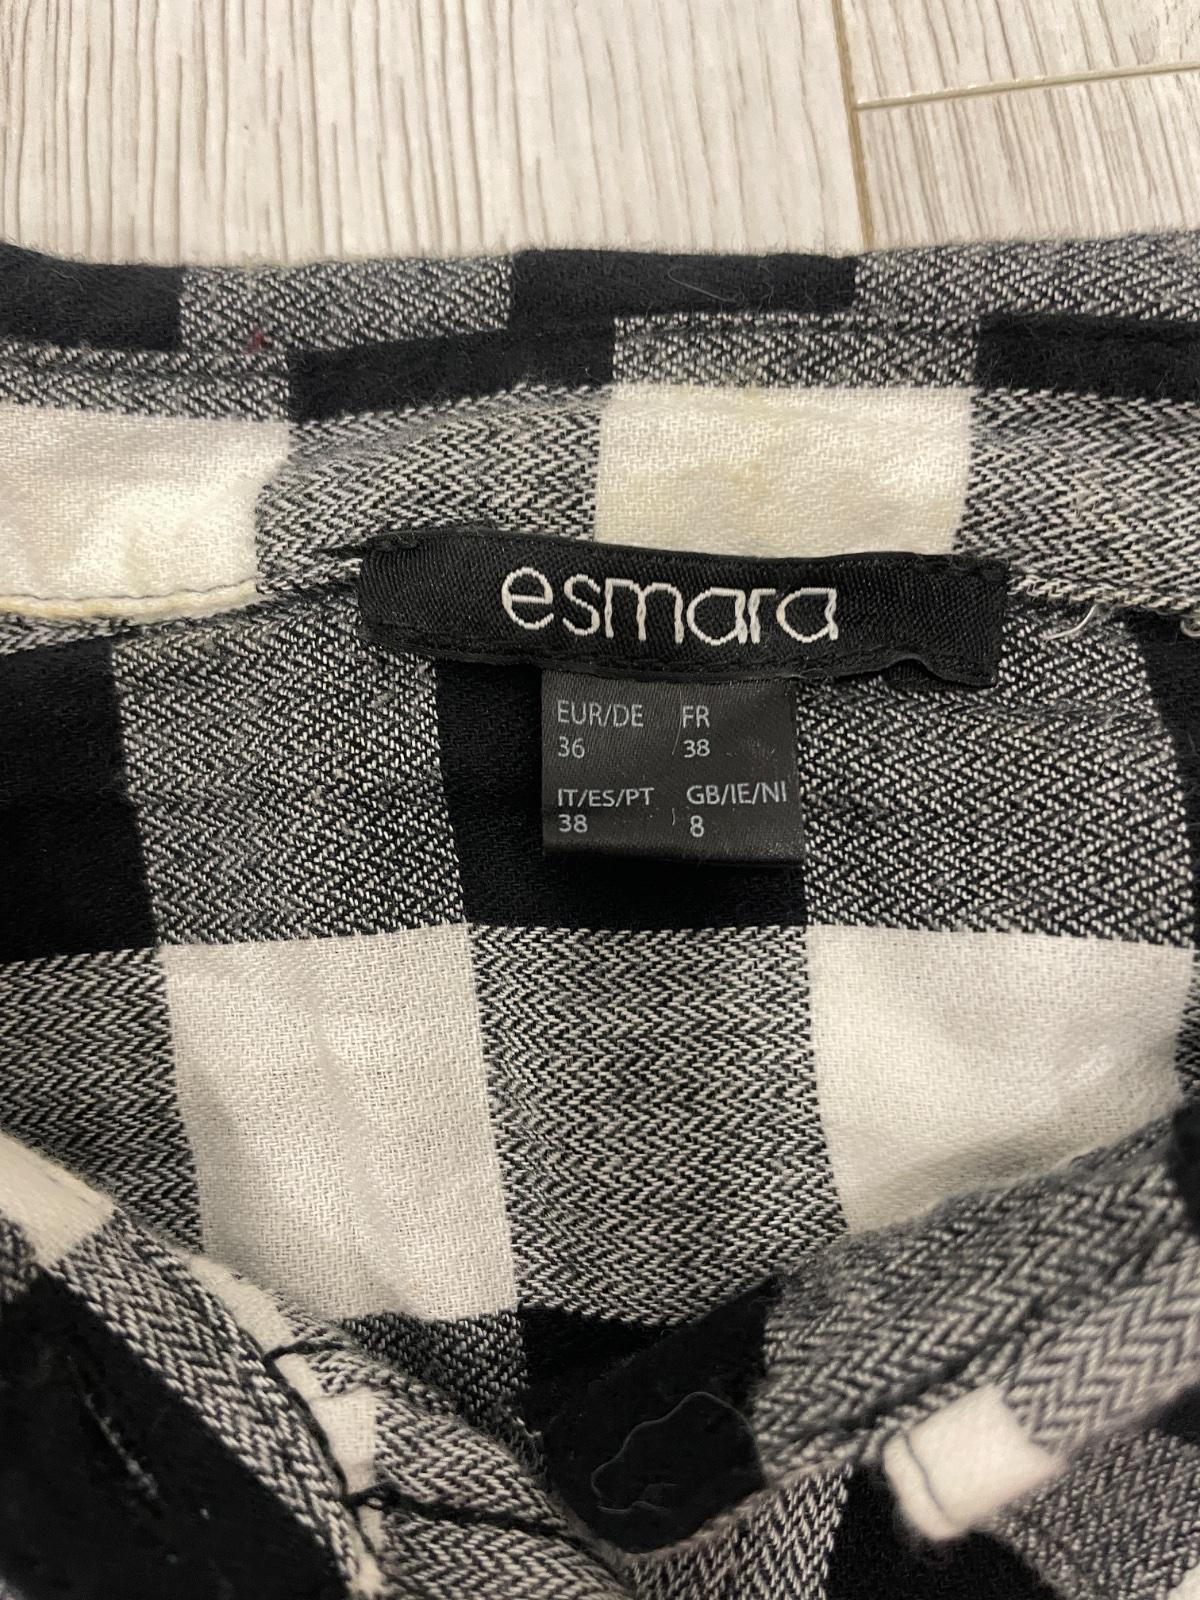 esmara
EUR/DE FR
36 38
IT/ES/PT GB/IE/NI
38 8